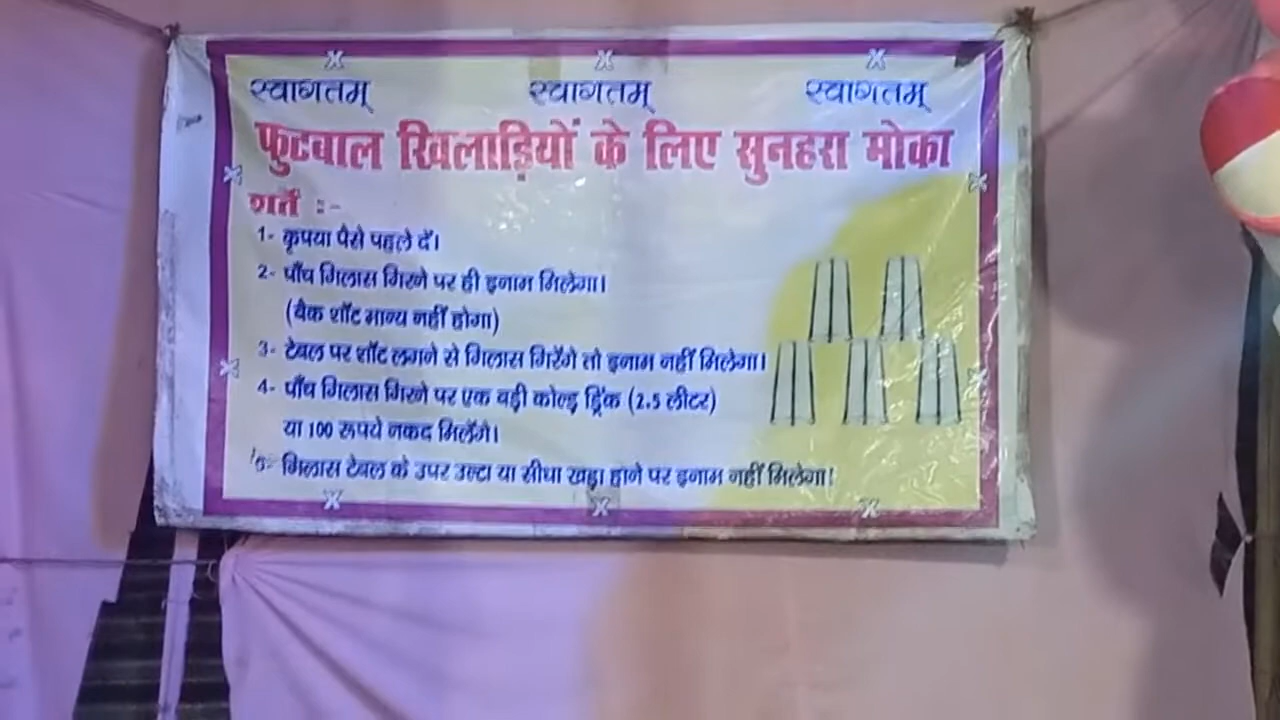 स्वागतम् स्वागतम् स्वागतम्
फुटबाल खिलाड़ियों के लिए सुनहरा मोका
शर्ते :-
1- कृपया पैसे पहले दें।
2- पाँच गिलास गिरने पर ही इनाम मिलेगा।
(बैक शॉट मान्य नहीं होगा)
3- टेबल पर शॉट लगने से गिलास गिरेंगे तो इनाम नहीं मिलेगा।
4- पाँच गिलास गिरने पर एक बड़ी कोल्ड ड्रिंक (2.5 लीटर)
या 100 रूपये नकद मिलेंगे।
5- गिलास टेबल के उपर उल्टा या सीधा खड़ा होने पर इनाम नहीं मिलेगा।